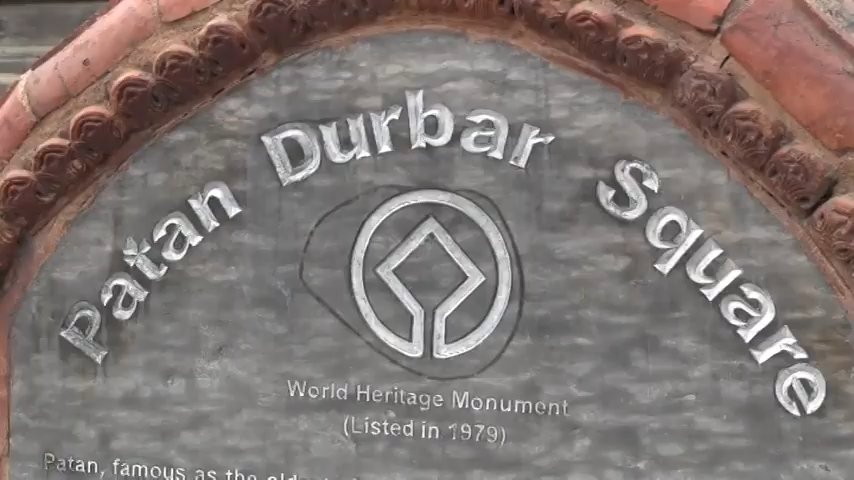 Patan Durbar Square
World Heritage Monument
(Listed in 1979)
Patan, famous as the